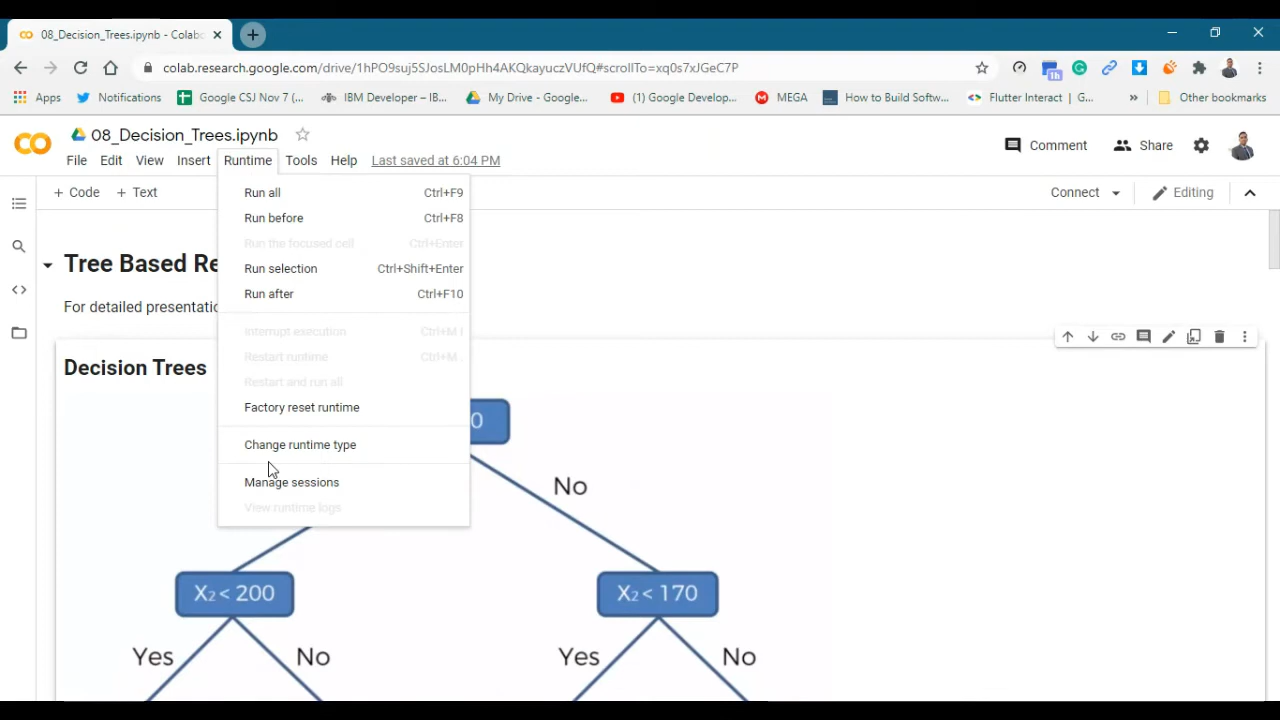 08_Decision_Trees.ipynb - Colabo
colab.research.google.com/drive/1hPO9suj5SJosLM0pHh4AKQkayuczVUfQ#scrollTo=xq0s7xJGeC7P
1h
Apps
Notifications
Google CSJ Nov 7 (...
IBM Developer – IB...
My Drive - Google...
(1) Google Develop...
MEGA
How to Build Softw...
Flutter Interact | G...
»
Other bookmarks
08_Decision_Trees.ipynb
Comment
Share
File Edit View Insert Runtime Tools Help Last saved at 6:04 PM
+ Code + Text
Connect
Editing
Run all Ctrl+F9
Run before Ctrl+F8
Run the focused cell Ctrl+Enter
Run selection Ctrl+Shift+Enter
Run after Ctrl+F10
Interrupt execution Ctrl+M I
Restart runtime Ctrl+M .
Restart and run all
Factory reset runtime
Change runtime type
Manage sessions
View runtime logs
Tree Based Re
For detailed presentatio
Decision Trees
0
No
X2 < 200
X2 < 170
Yes
No
Yes
No